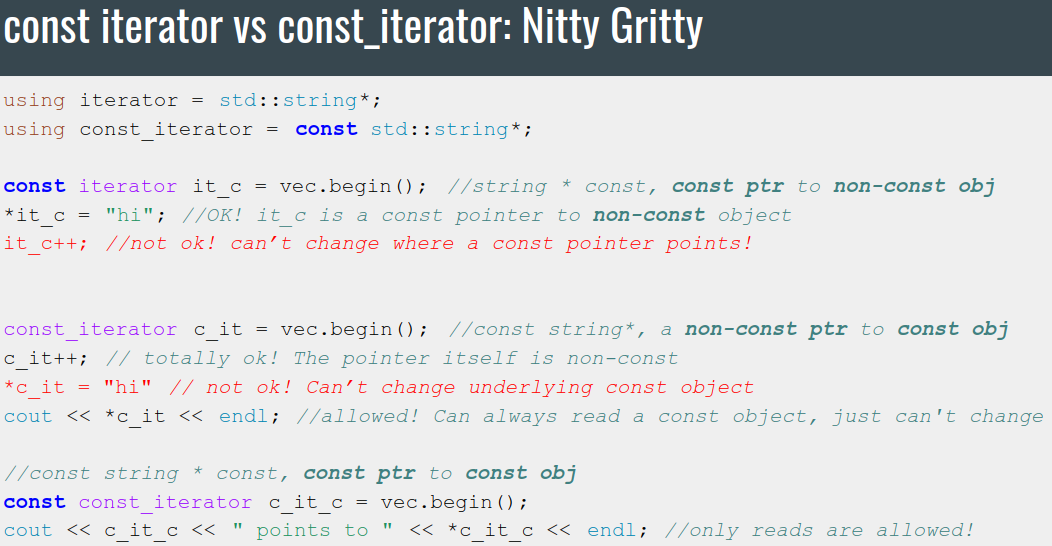 const iterator vs const_iterator: Nitty Gritty
using iterator = std::string*;
using const_iterator = const std::string*;
const iterator it_c = vec.begin(); //string * const, const ptr to non-const obj
*it_c = "hi"; //OK! it_c is a const pointer to non-const object
it_c++; //not ok! can’t change where a const pointer points!
const_iterator c_it = vec.begin(); //const string*, a non-const ptr to const obj
c_it++; // totally ok! The pointer itself is non-const
*c_it = "hi" // not ok! Can’t change underlying const object
cout << *c_it << endl; //allowed! Can always read a const object, just can't change
//const string * const, const ptr to const obj
const const_iterator c_it_c = vec.begin();
cout << c_it_c << " points to " << *c_it_c << endl; //only reads are allowed!